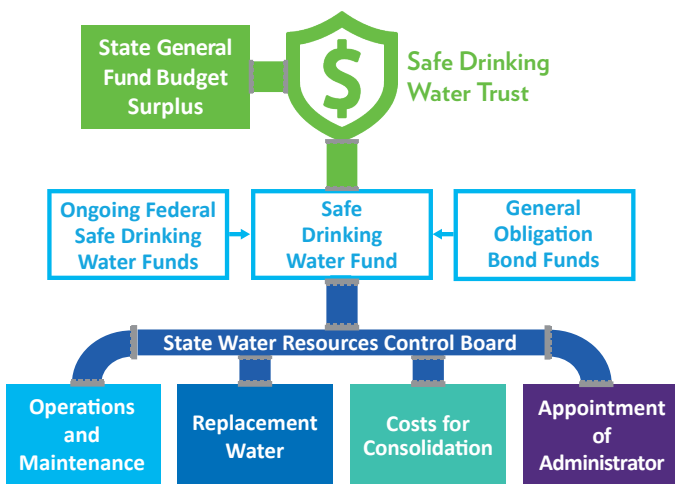 State General
Fund Budget
Surplus
$
Safe Drinking
Water Trust
Ongoing Federal
Safe Drinking
Water Funds
Safe
Drinking
Water Fund
General
Obligation
Bond Funds
State Water Resources Control Board
Operations
and
Maintenance
Replacement
Water
Costs for
Consolidation
Appointment
of
Administrator